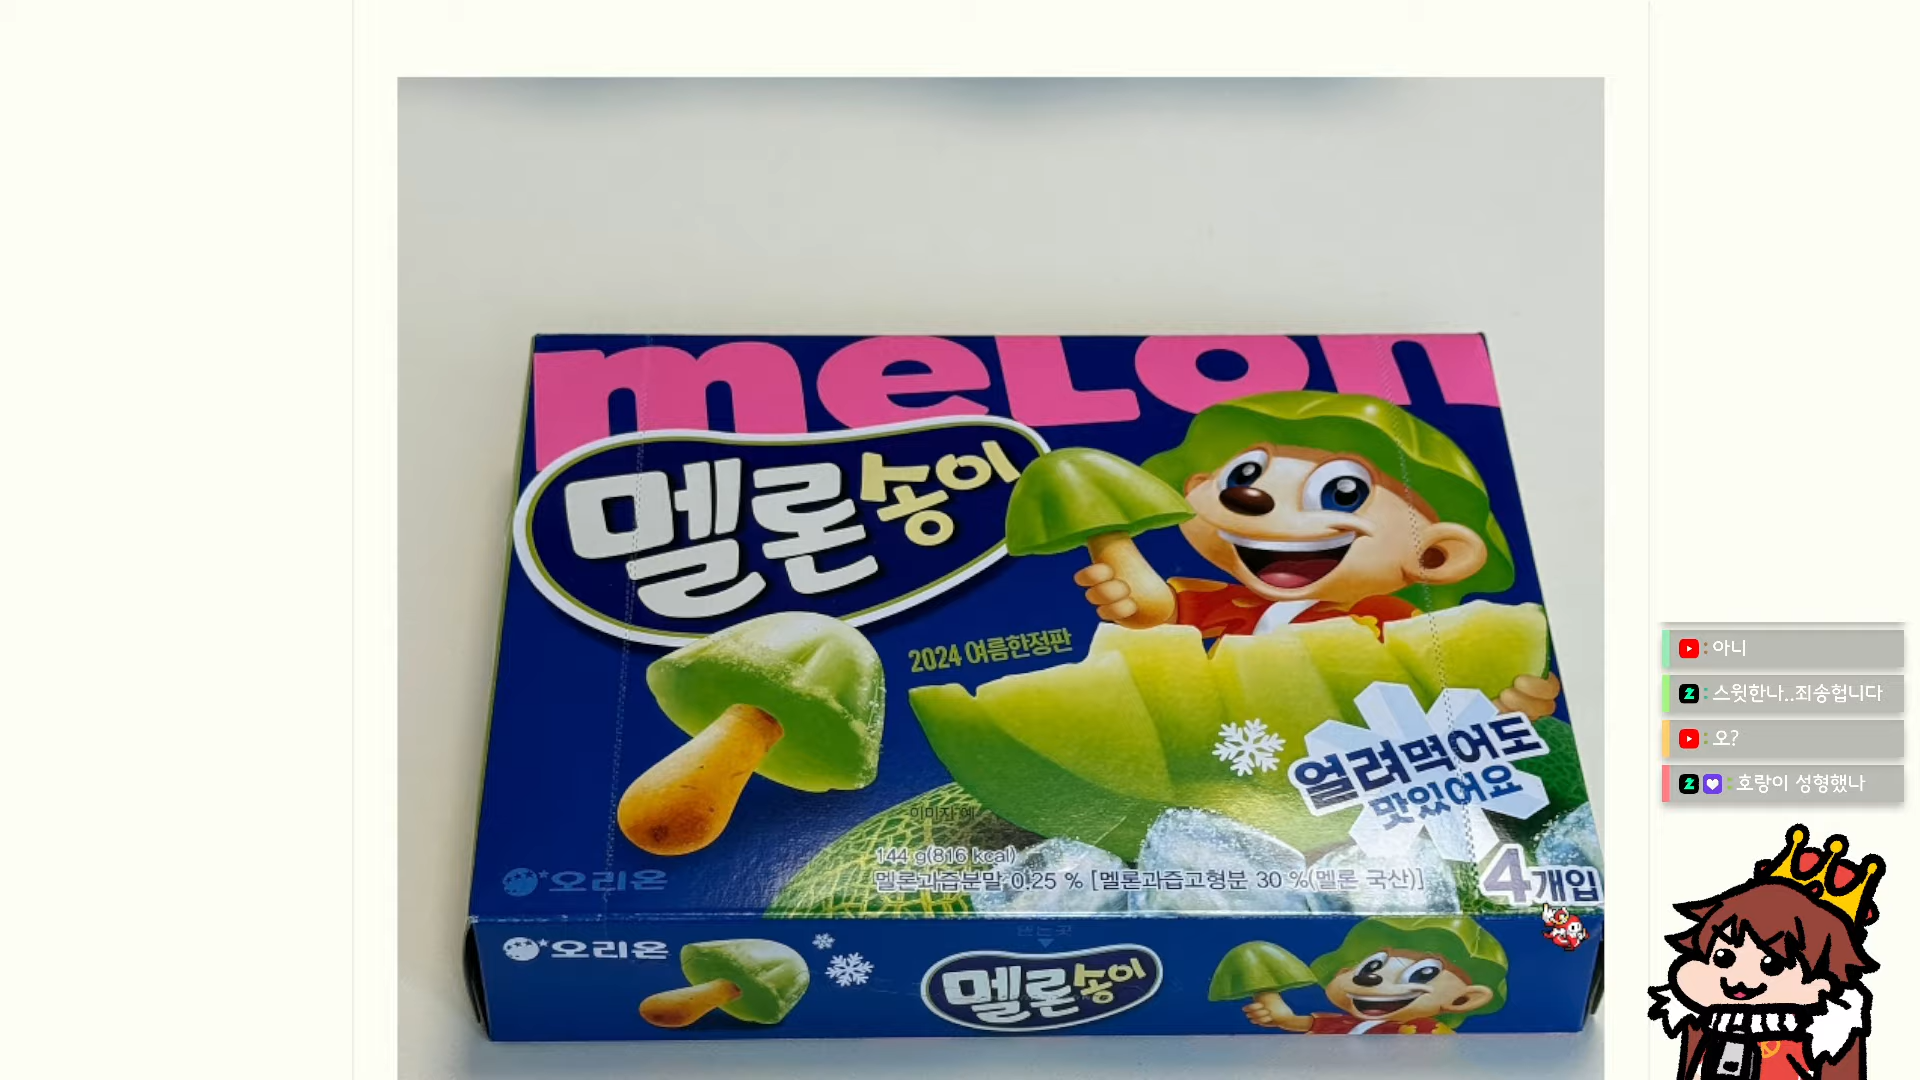 melon
멜론송이
2024 여름한정판
얼려먹어도
맛있어요
이미지 예
144 g(816 kcal)
멜론과즙분말 0.25 % [멜론과즙고형분 30 %(멜론 국산)]
4개입
오리온
오리온
멜론송이
: 아니
: 스윗한나..죄송헙니다
: 오?
: 호랑이 성형했나